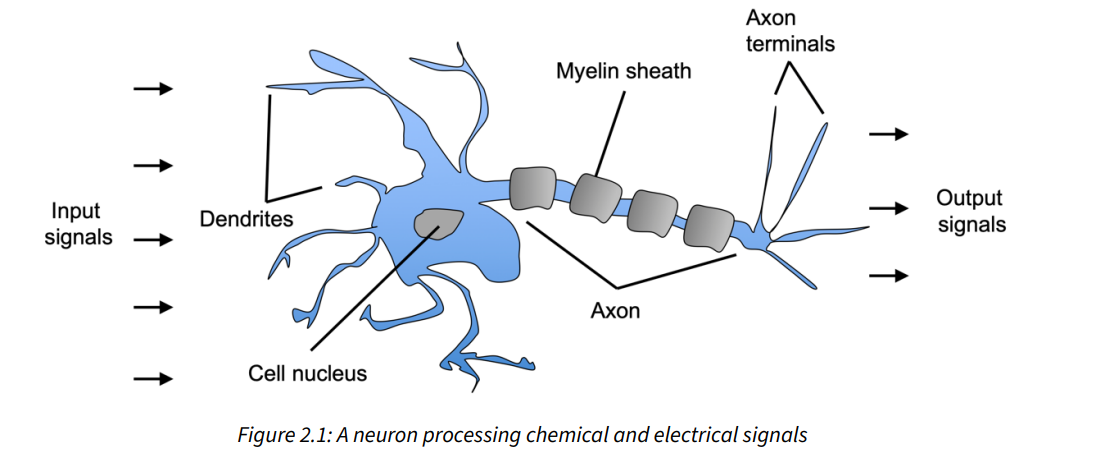 Axon
terminals
Myelin sheath
Input
signals
Dendrites
Output
signals
Axon
Cell nucleus
Figure 2.1: A neuron processing chemical and electrical signals